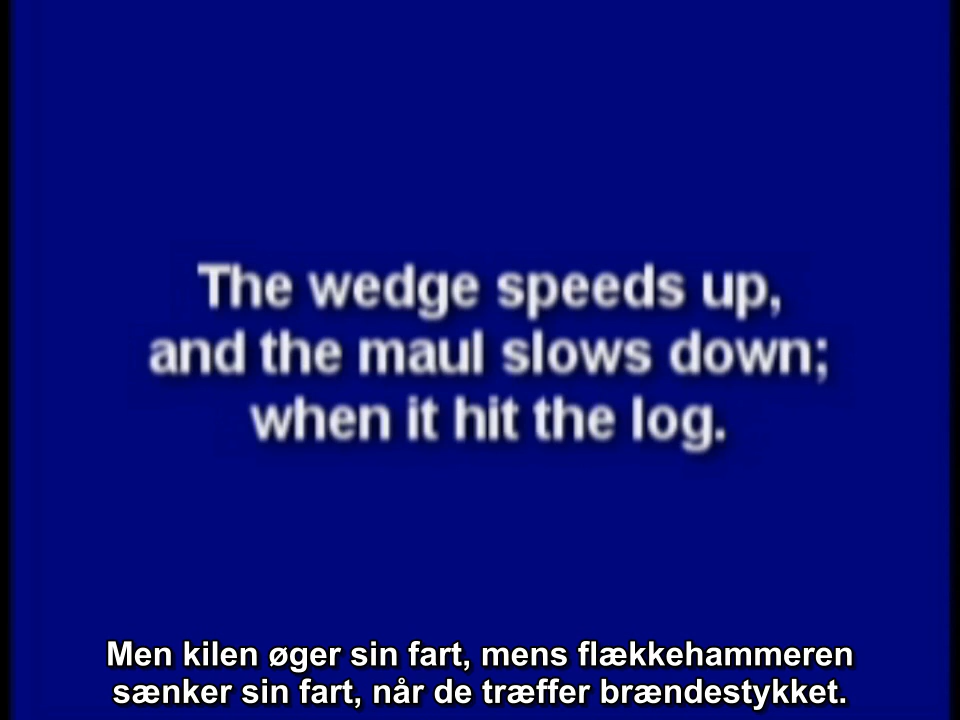 The wedge speeds up,
and the maul slows down;
when it hit the log.
Men kilen øger sin fart, mens flækkehammeren
sænker sin fart, når de træffer brændestykket.